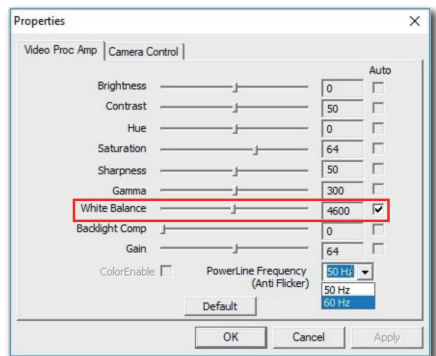 Properties
Video Proc Amp Camera Control
Auto
Brightness 0
Contrast 50
Hue 0
Saturation 64
Sharpness 50
Gamma 300
White Balance 4600
Backlight Comp 0
Gain 64
ColorEnable PowerLine Frequency 50 Hz
(Anti Flicker) 50 Hz
60 Hz
Default
OK Cancel Apply